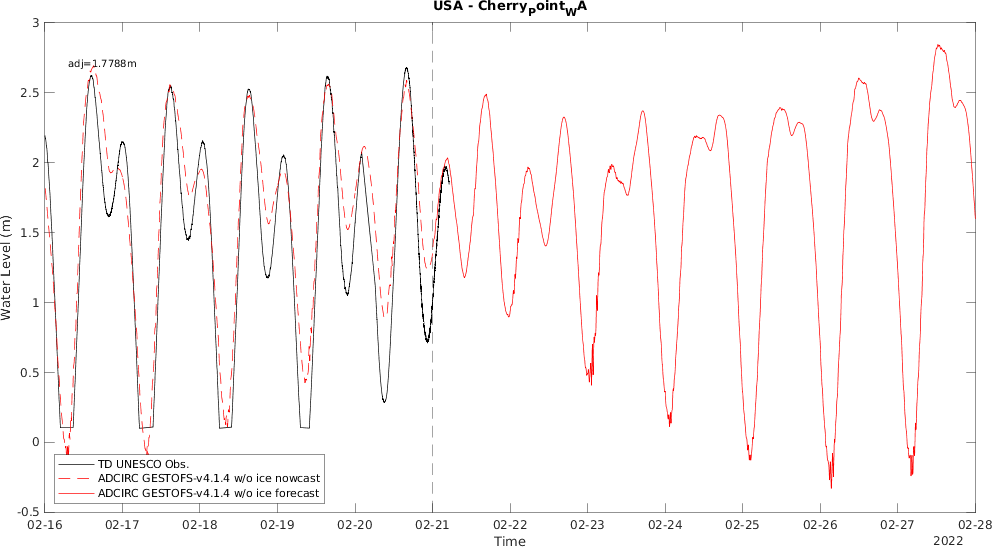 USA - Cherry_Point_WA
adj=1.7788m
Water Level (m)
3
2.5
2
1.5
1
0.5
0
-0.5
TD UNESCO Obs.
ADCIRC GESTOFS-v4.1.4 w/o ice nowcast
ADCIRC GESTOFS-v4.1.4 w/o ice forecast
02-16 02-17 02-18 02-19 02-20 02-21 02-22 02-23 02-24 02-25 02-26 02-27 02-28
Time
2022